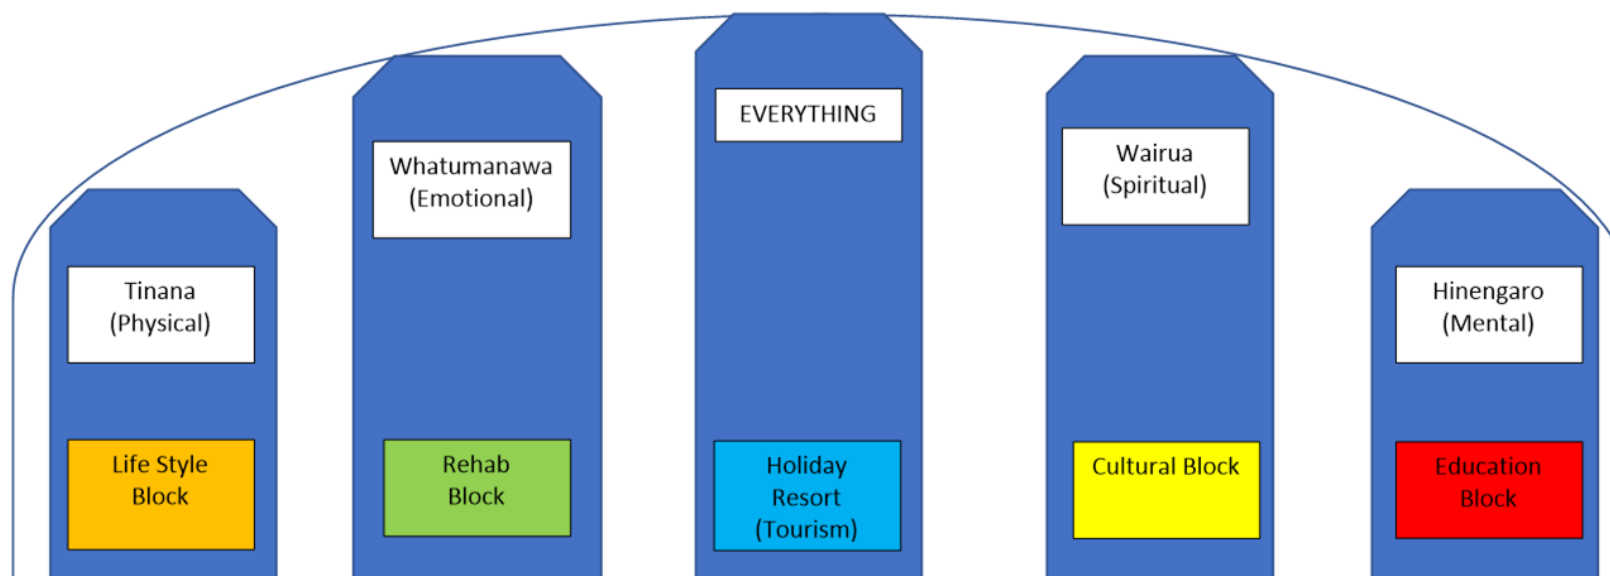 Tinana
(Physical)
Life Style
Block
Whatumanawa
(Emotional)
Rehab
Block
EVERYTHING
Holiday
Resort
(Tourism)
Wairua
(Spiritual)
Cultural Block
Hinengaro
(Mental)
Education
Block